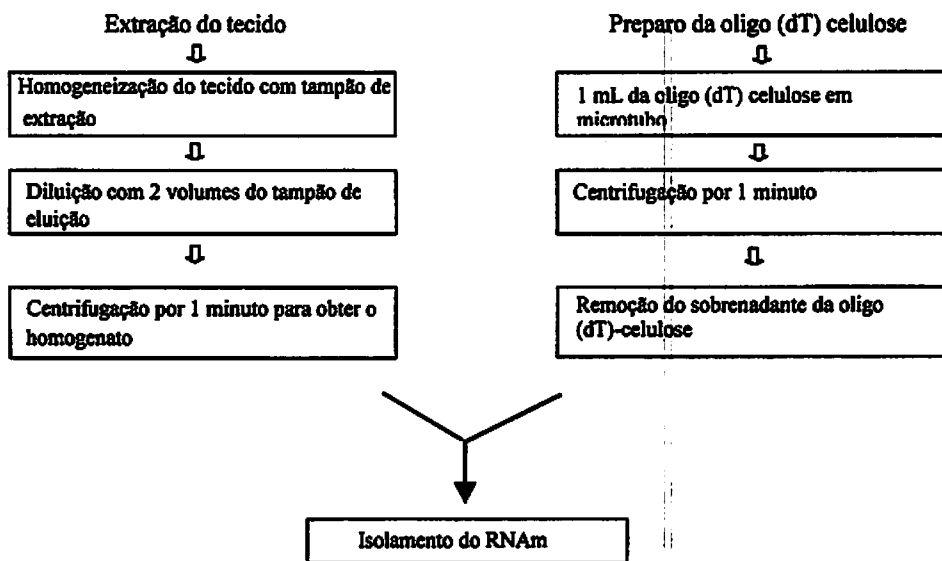 Extração do tecido
Homogeneização do tecido com tampão de
extração
Diluição com 2 volumes do tampão de
eluição
Centrifugação por 1 minuto para obter o
homogenato
Preparo da oligo (dT) celulose
1 mL da oligo (dT) celulose em
microtubo
Centrifugação por 1 minuto
Remoção do sobrenadante da oligo
(dT)-celulose
Isolamento do RNAm